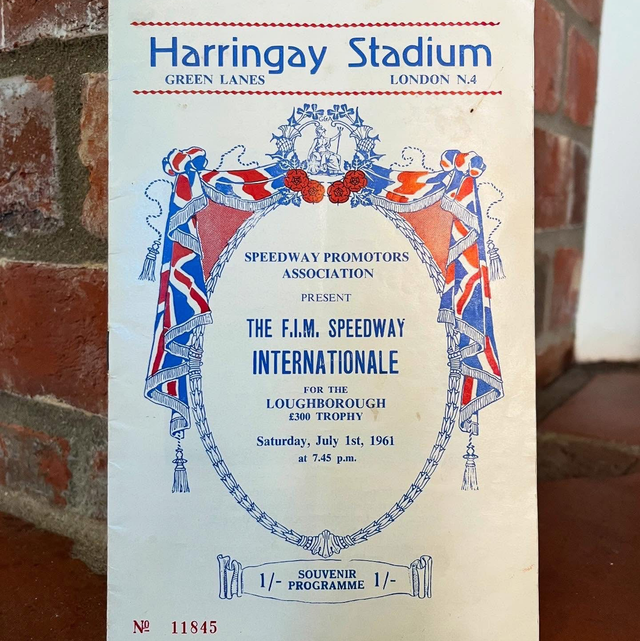 Harringay Stadium
GREEN LANES LONDON N.4
SPEEDWAY PROMOTORS
ASSOCIATION
PRESENT
THE F.I.M. SPEEDWAY
INTERNATIONALE
FOR THE
LOUGHBOROUGH
£300 TROPHY
Saturday, July 1st, 1961
at 7.45 p.m.
1/- SOUVENIR PROGRAMME 1/-
Nº 11845